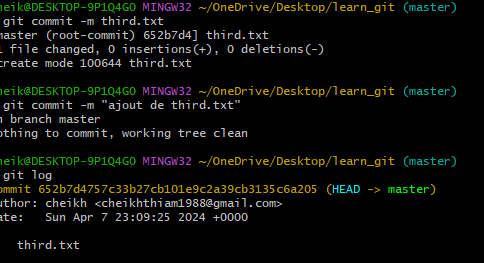 heik@DESKTOP-9P1Q4GO MINGW32 ~/OneDrive/Desktop/learn_git (master)
git commit -m third.txt
master (root-commit) 652b7d4] third.txt
1 file changed, 0 insertions(+), 0 deletions(-)
create mode 100644 third.txt
heik@DESKTOP-9P1Q4GO MINGW32 ~/OneDrive/Desktop/learn_git (master)
git commit -m "ajout de third.txt"
n branch master
othing to commit, working tree clean
heik@DESKTOP-9P1Q4GO MINGW32 ~/OneDrive/Desktop/learn_git (master)
git log
ommit 652b7d4757c33b27cb101e9c2a39cb3135c6a205 (HEAD -> master)
uthor: cheikh <cheikhthiam1988@gmail.com>
ate:   Sun Apr 7 23:09:25 2024 +0000
third.txt